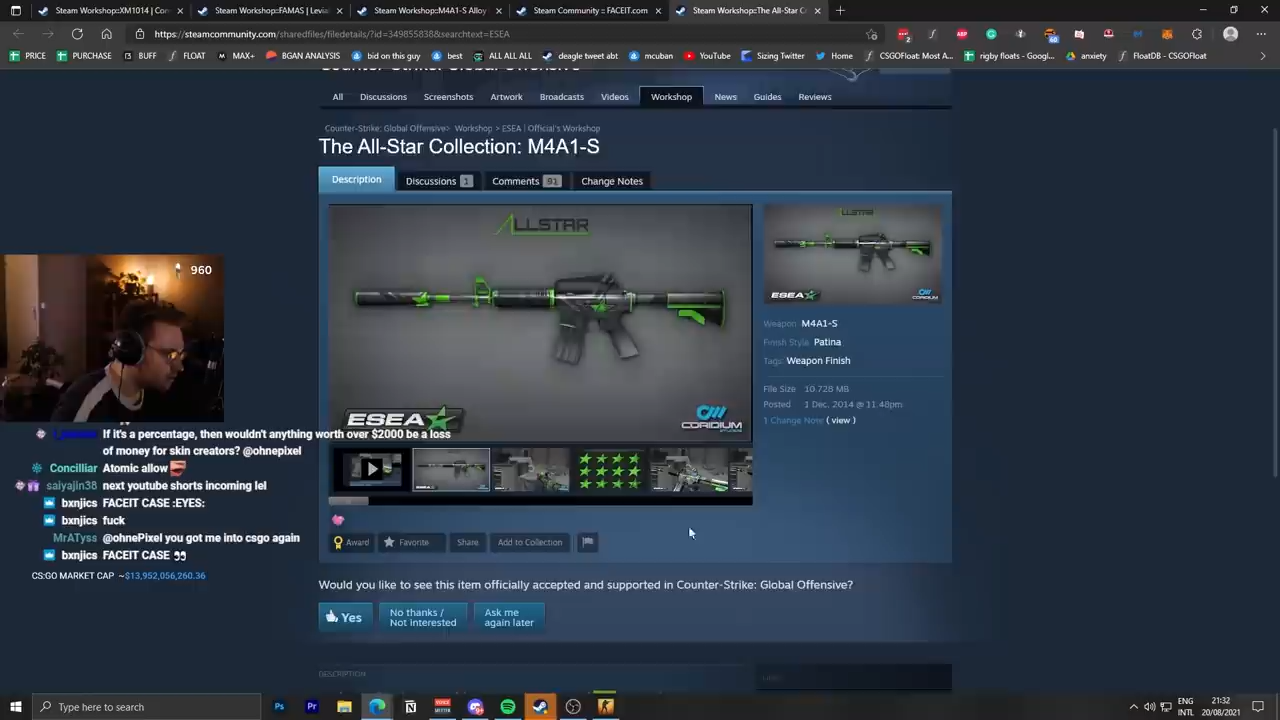 Steam Workshop::XM1014 | Con
Steam Workshop::FAMAS | Levia
Steam Workshop::M4A1-S Alloy
Steam Community :: FACEIT.com
Steam Workshop::The All-Star Co
https://steamcommunity.com/sharedfiles/filedetails/?id=349855838&searchtext=ESEA
PRICE PURCHASE BUFF FLOAT MAX+ BGAN ANALYSIS bid on this guy best ALL ALL ALL deagle tweet abt mcuban YouTube Sizing Twitter Home CSGOFloat: Most A... rigby floats - Googl... anxiety FloatDB - CSGOFloat
All Discussions Screenshots Artwork Broadcasts Videos Workshop News Guides Reviews
Counter-Strike: Global Offensive> Workshop > ESEA | Official's Workshop
The All-Star Collection: M4A1-S
Description Discussions 1 Comments 91 Change Notes
ALLSTAR
ESEA
CORIDIUM
Weapon: M4A1-S
Finish Style: Patina
Tags: Weapon Finish
File Size 10.728 MB
Posted 1 Dec, 2014 @ 11:48pm
1 Change Note ( view )
960
If it's a percentage, then wouldn't anything worth over $2000 be a loss
of money for skin creators? @ohnepixel
Concilliar Atomic allow
saiyajin38 next youtube shorts incoming lel
bxnjics FACEIT CASE :EYES:
bxnjics fuck
MrATyss @ohnePixel you got me into csgo again
bxnjics FACEIT CASE 👀
CS:GO MARKET CAP ~$13,952,056,260.36
Award Favorite Share Add to Collection
Would you like to see this item officially accepted and supported in Counter-Strike: Global Offensive?
Yes
No thanks /
Not interested
Ask me
again later
DESCRIPTION
Type here to search
ENG
INTL
21:32
20/08/2021